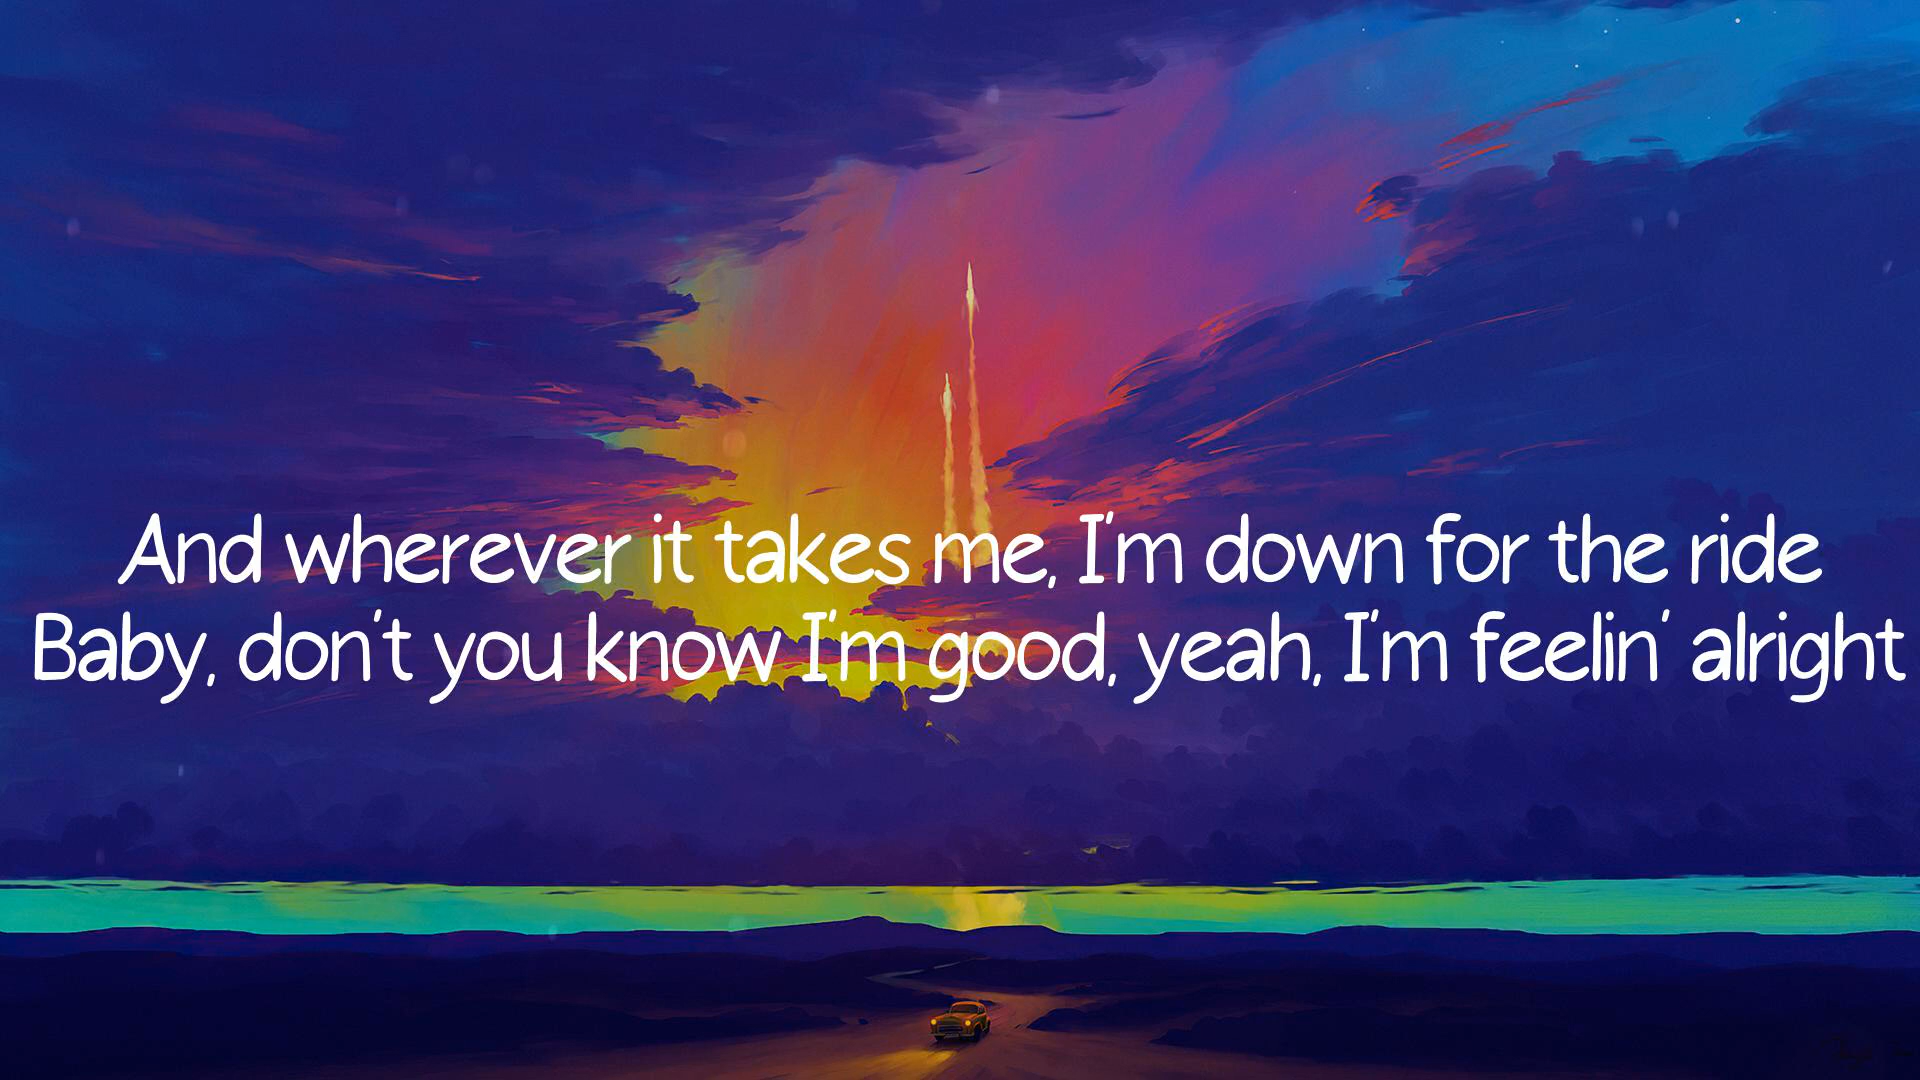 And wherever it takes me, I'm down for the ride
Baby, don't you know I'm good, yeah, I'm feelin' alright